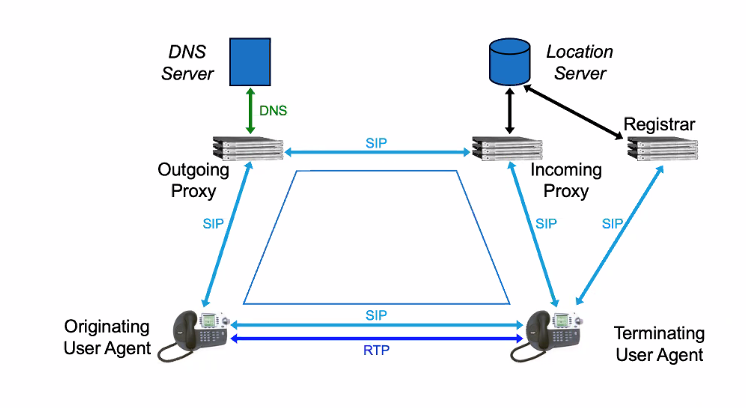 DNS
Server
Location
Server
DNS
Registrar
SIP
Outgoing
Proxy
Incoming
Proxy
SIP
SIP
SIP
Originating
User Agent
SIP
RTP
Terminating
User Agent